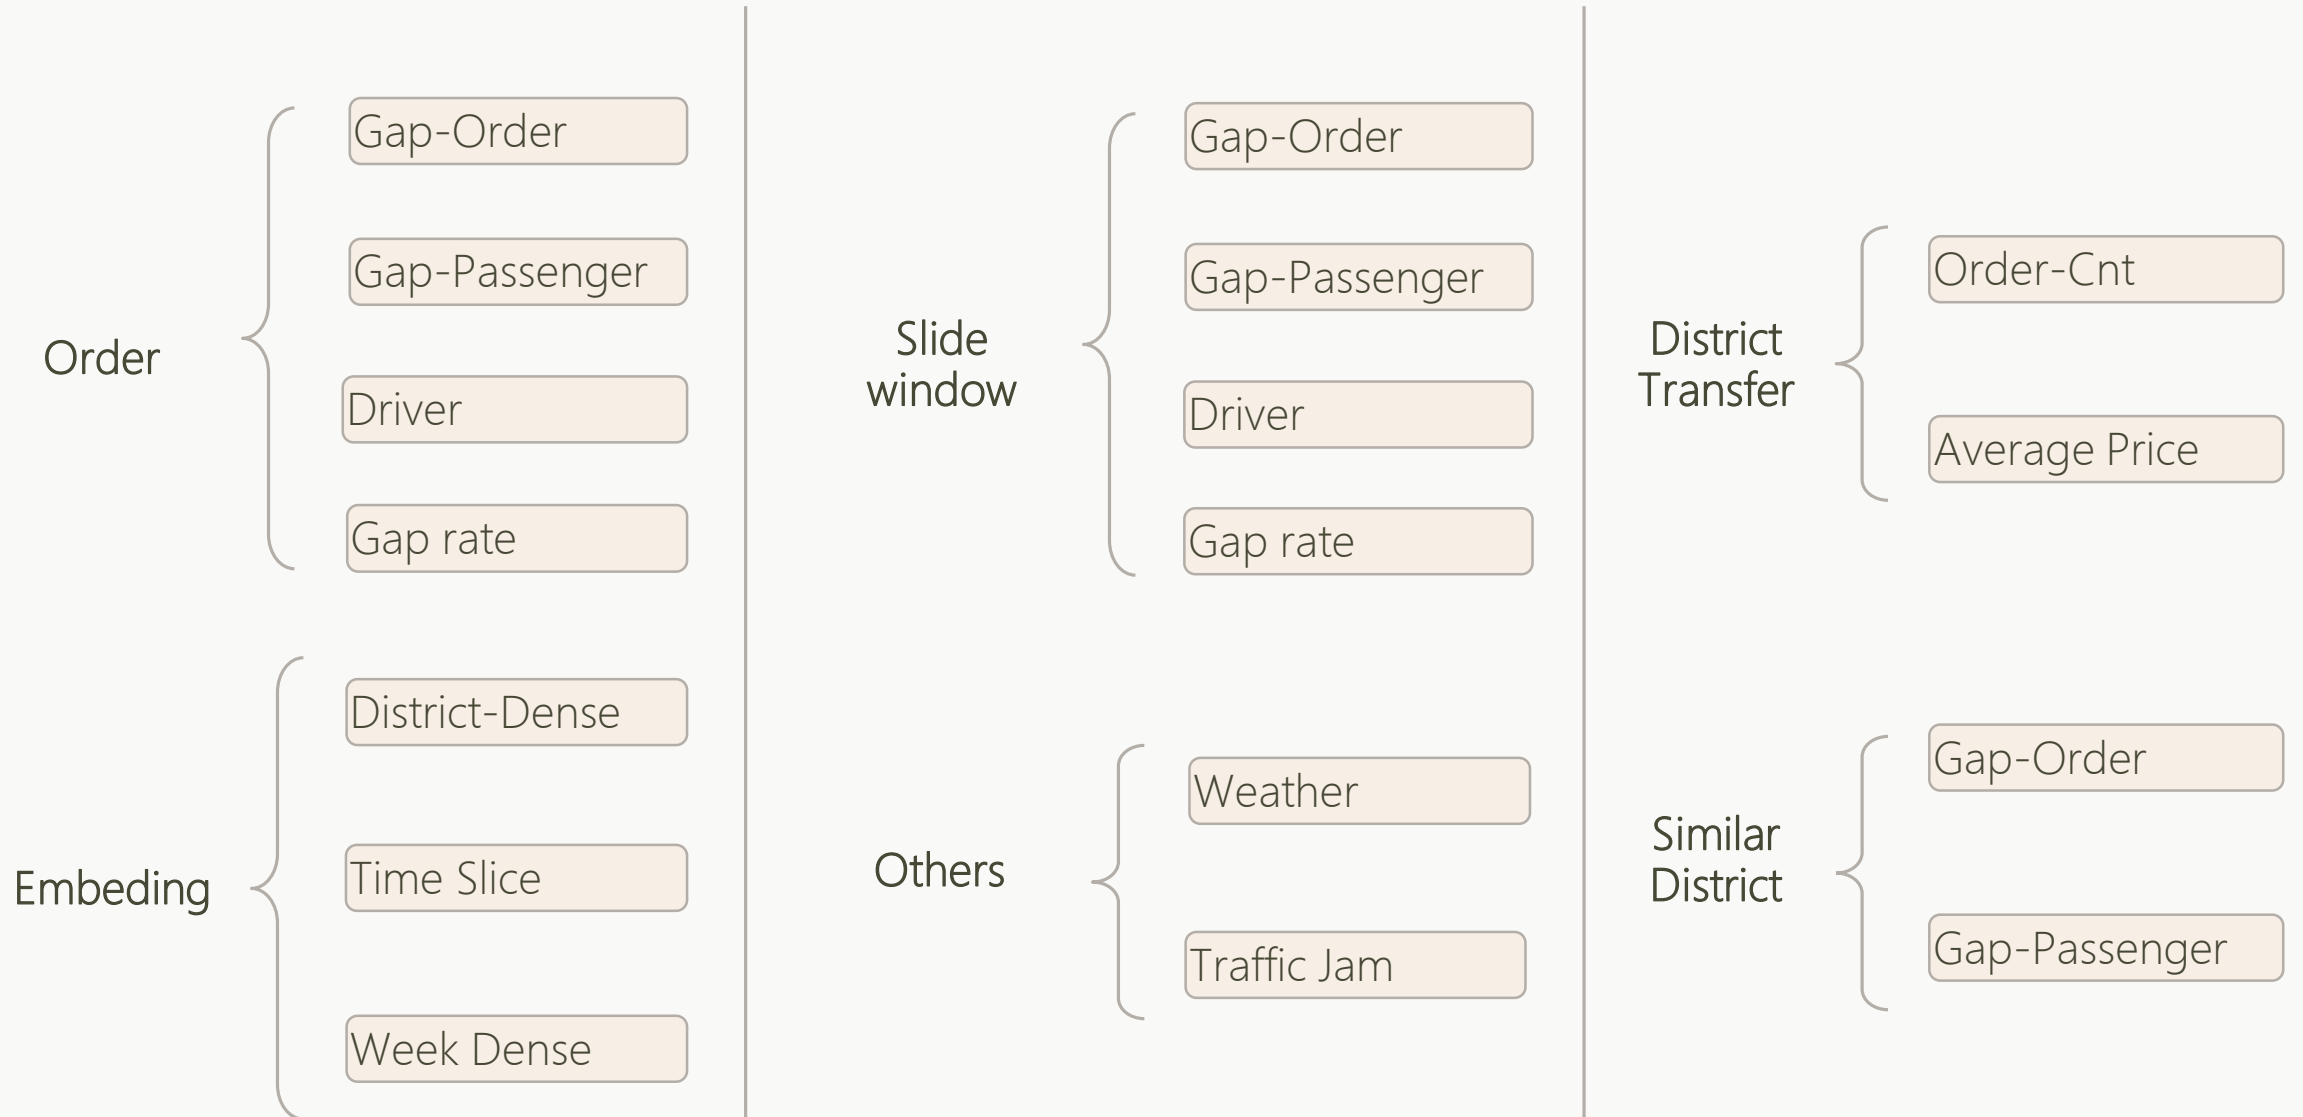 Order
Gap-Order
Gap-Passenger
Driver
Gap rate
Embeding
District-Dense
Time Slice
Week Dense
Slide
window
Gap-Order
Gap-Passenger
Driver
Gap rate
Others
Weather
Traffic Jam
District
Transfer
Order-Cnt
Average Price
Similar
District
Gap-Order
Gap-Passenger